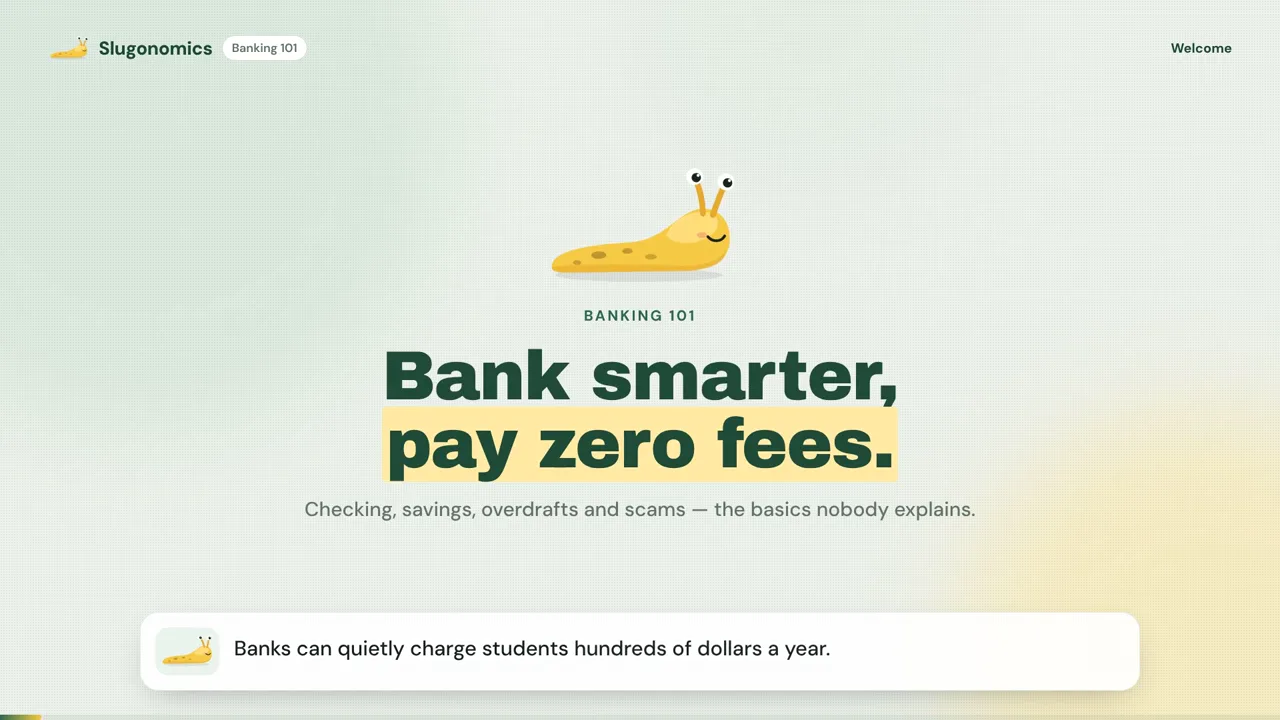 Slugonomics
Banking 101
Welcome
BANKING 101
Bank smarter,
pay zero fees.
Checking, savings, overdrafts and scams — the basics nobody explains.
Banks can quietly charge students hundreds of dollars a year.